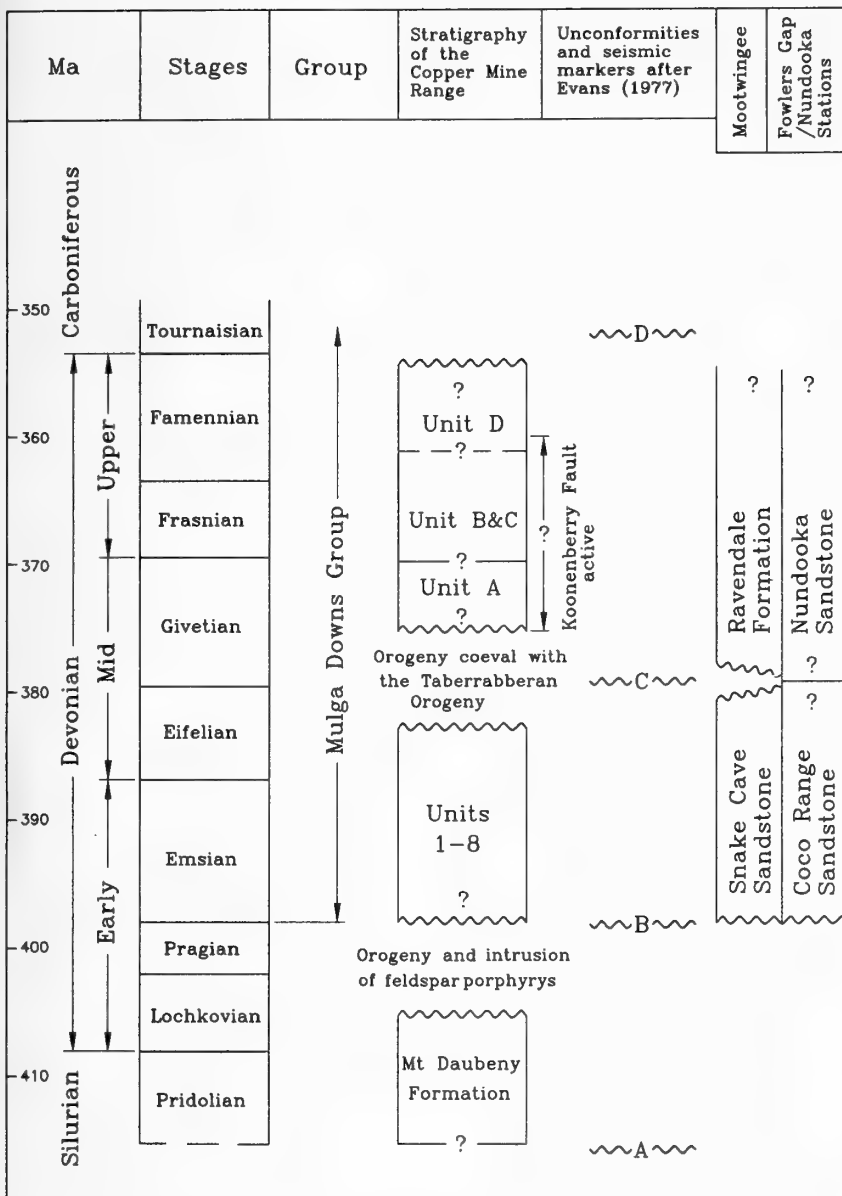 Ma
Stages
Group
Stratigraphy
of the
Copper Mine
Range
Unconformities
and seismic
markers after
Evans (1977)
Mootwingee
Fowlers Gap
/Nundooka
Stations
350
360
370
380
390
400
410
Carboniferous
Devonian
Silurian
Upper
Mid
Early
Tournaisian
Famennian
Frasnian
Givetian
Eifelian
Emsian
Pragian
Lochkovian
Pridolian
Mulga Downs Group
?
Unit D
?
Unit B&C
?
Unit A
?
Orogeny coeval with
the Taberrabberan
Orogeny
Units
1-8
?
Orogeny and intrusion
of feldspar porphyrys
Mt Daubeny
Formation
?
?
Koonenberry Fault
active
D
C
B
A
?
Ravendale
Formation
Snake Cave
Sandstone
?
Nundooka
Sandstone
?
?
Coco Range
Sandstone